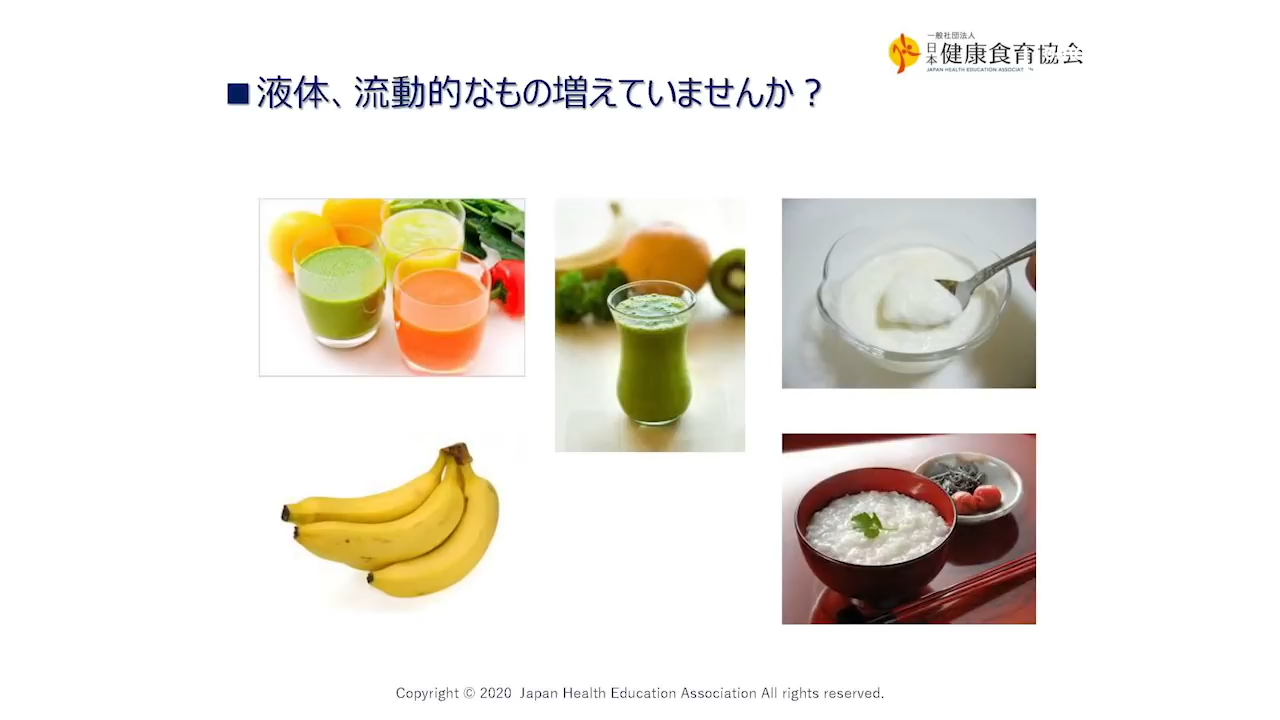 一般社団法人
日本 健康食育協会
JAPAN HEALTH EDUCATION ASSOCIATION
■液体、流動的なもの増えていませんか？
Copyright © 2020 Japan Health Education Association All rights reserved.